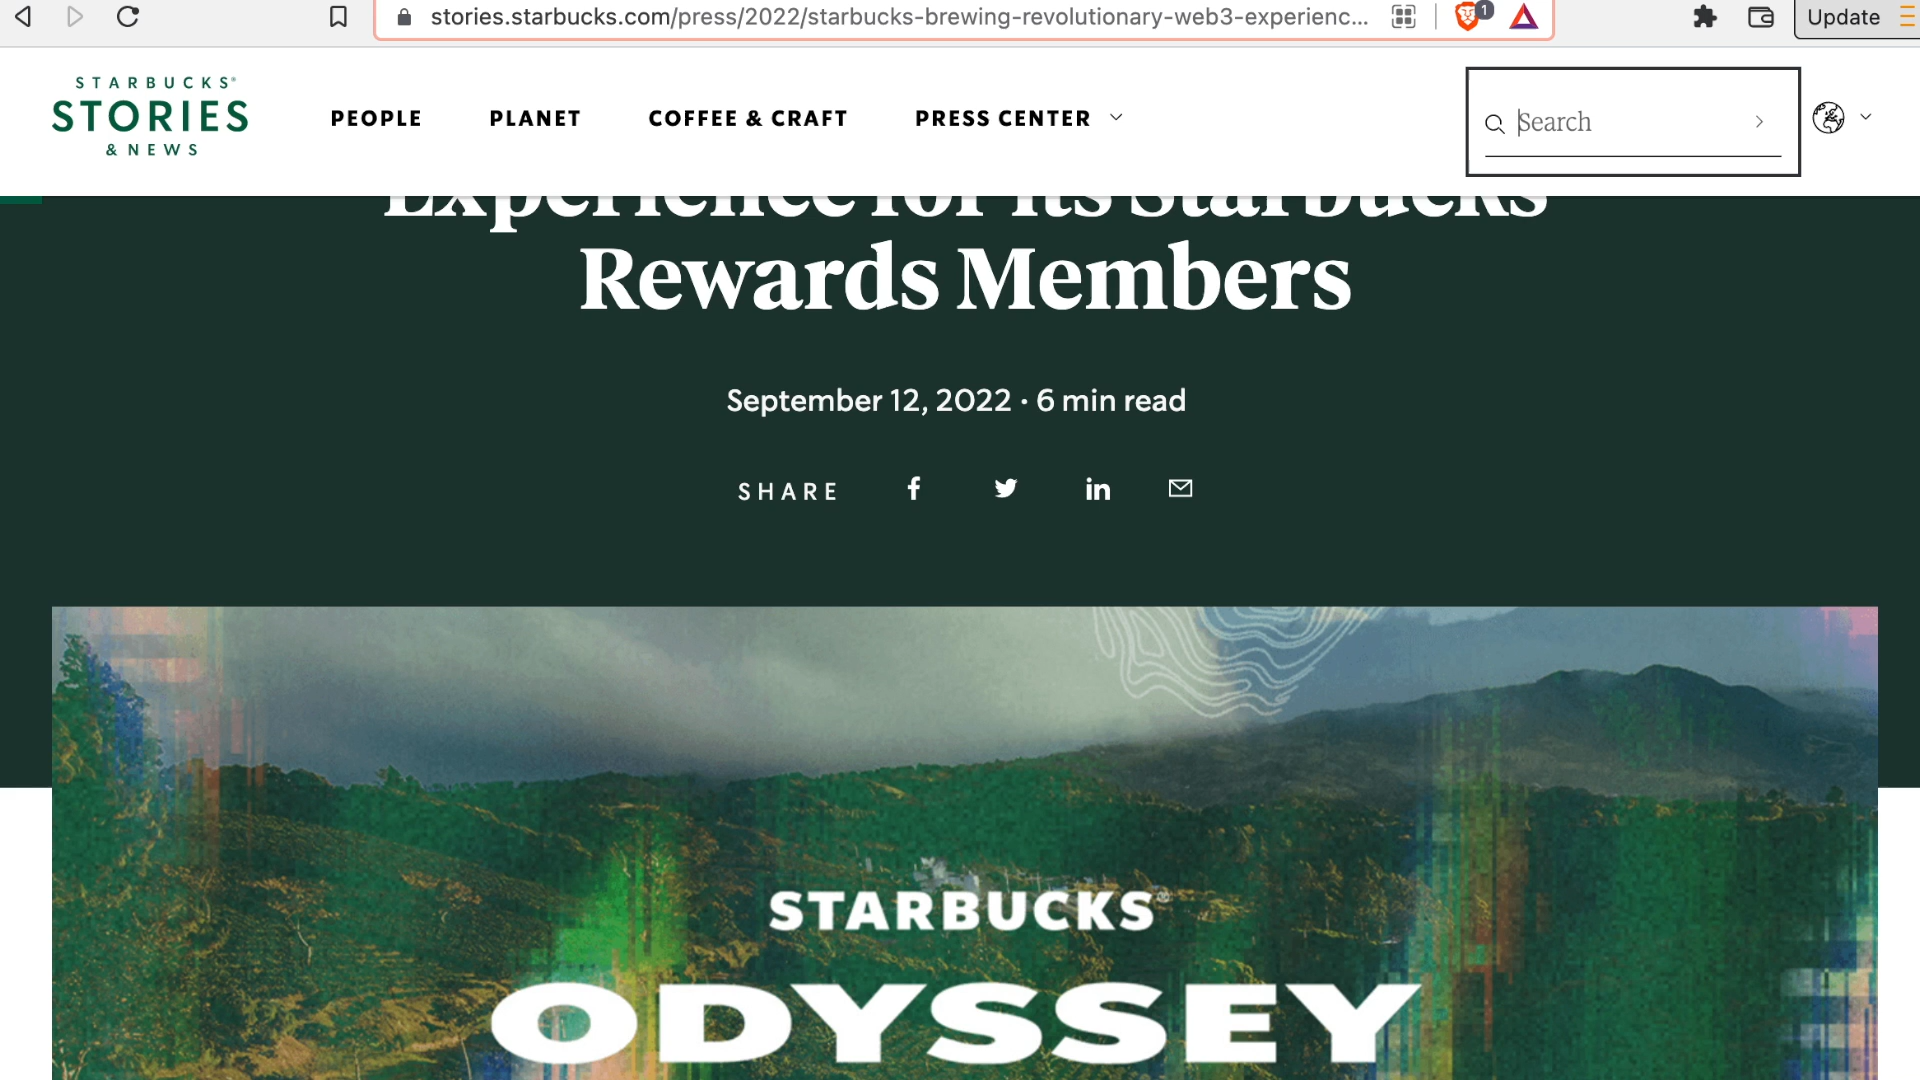 stories.starbucks.com/press/2022/starbucks-brewing-revolutionary-web3-experienc...
1
Update
STARBUCKS®
STORIES
& NEWS
PEOPLE
PLANET
COFFEE & CRAFT
PRESS CENTER
Search
Experience for Its Starbucks
Rewards Members
September 12, 2022 • 6 min read
SHARE
STARBUCKS®
ODYSSEY